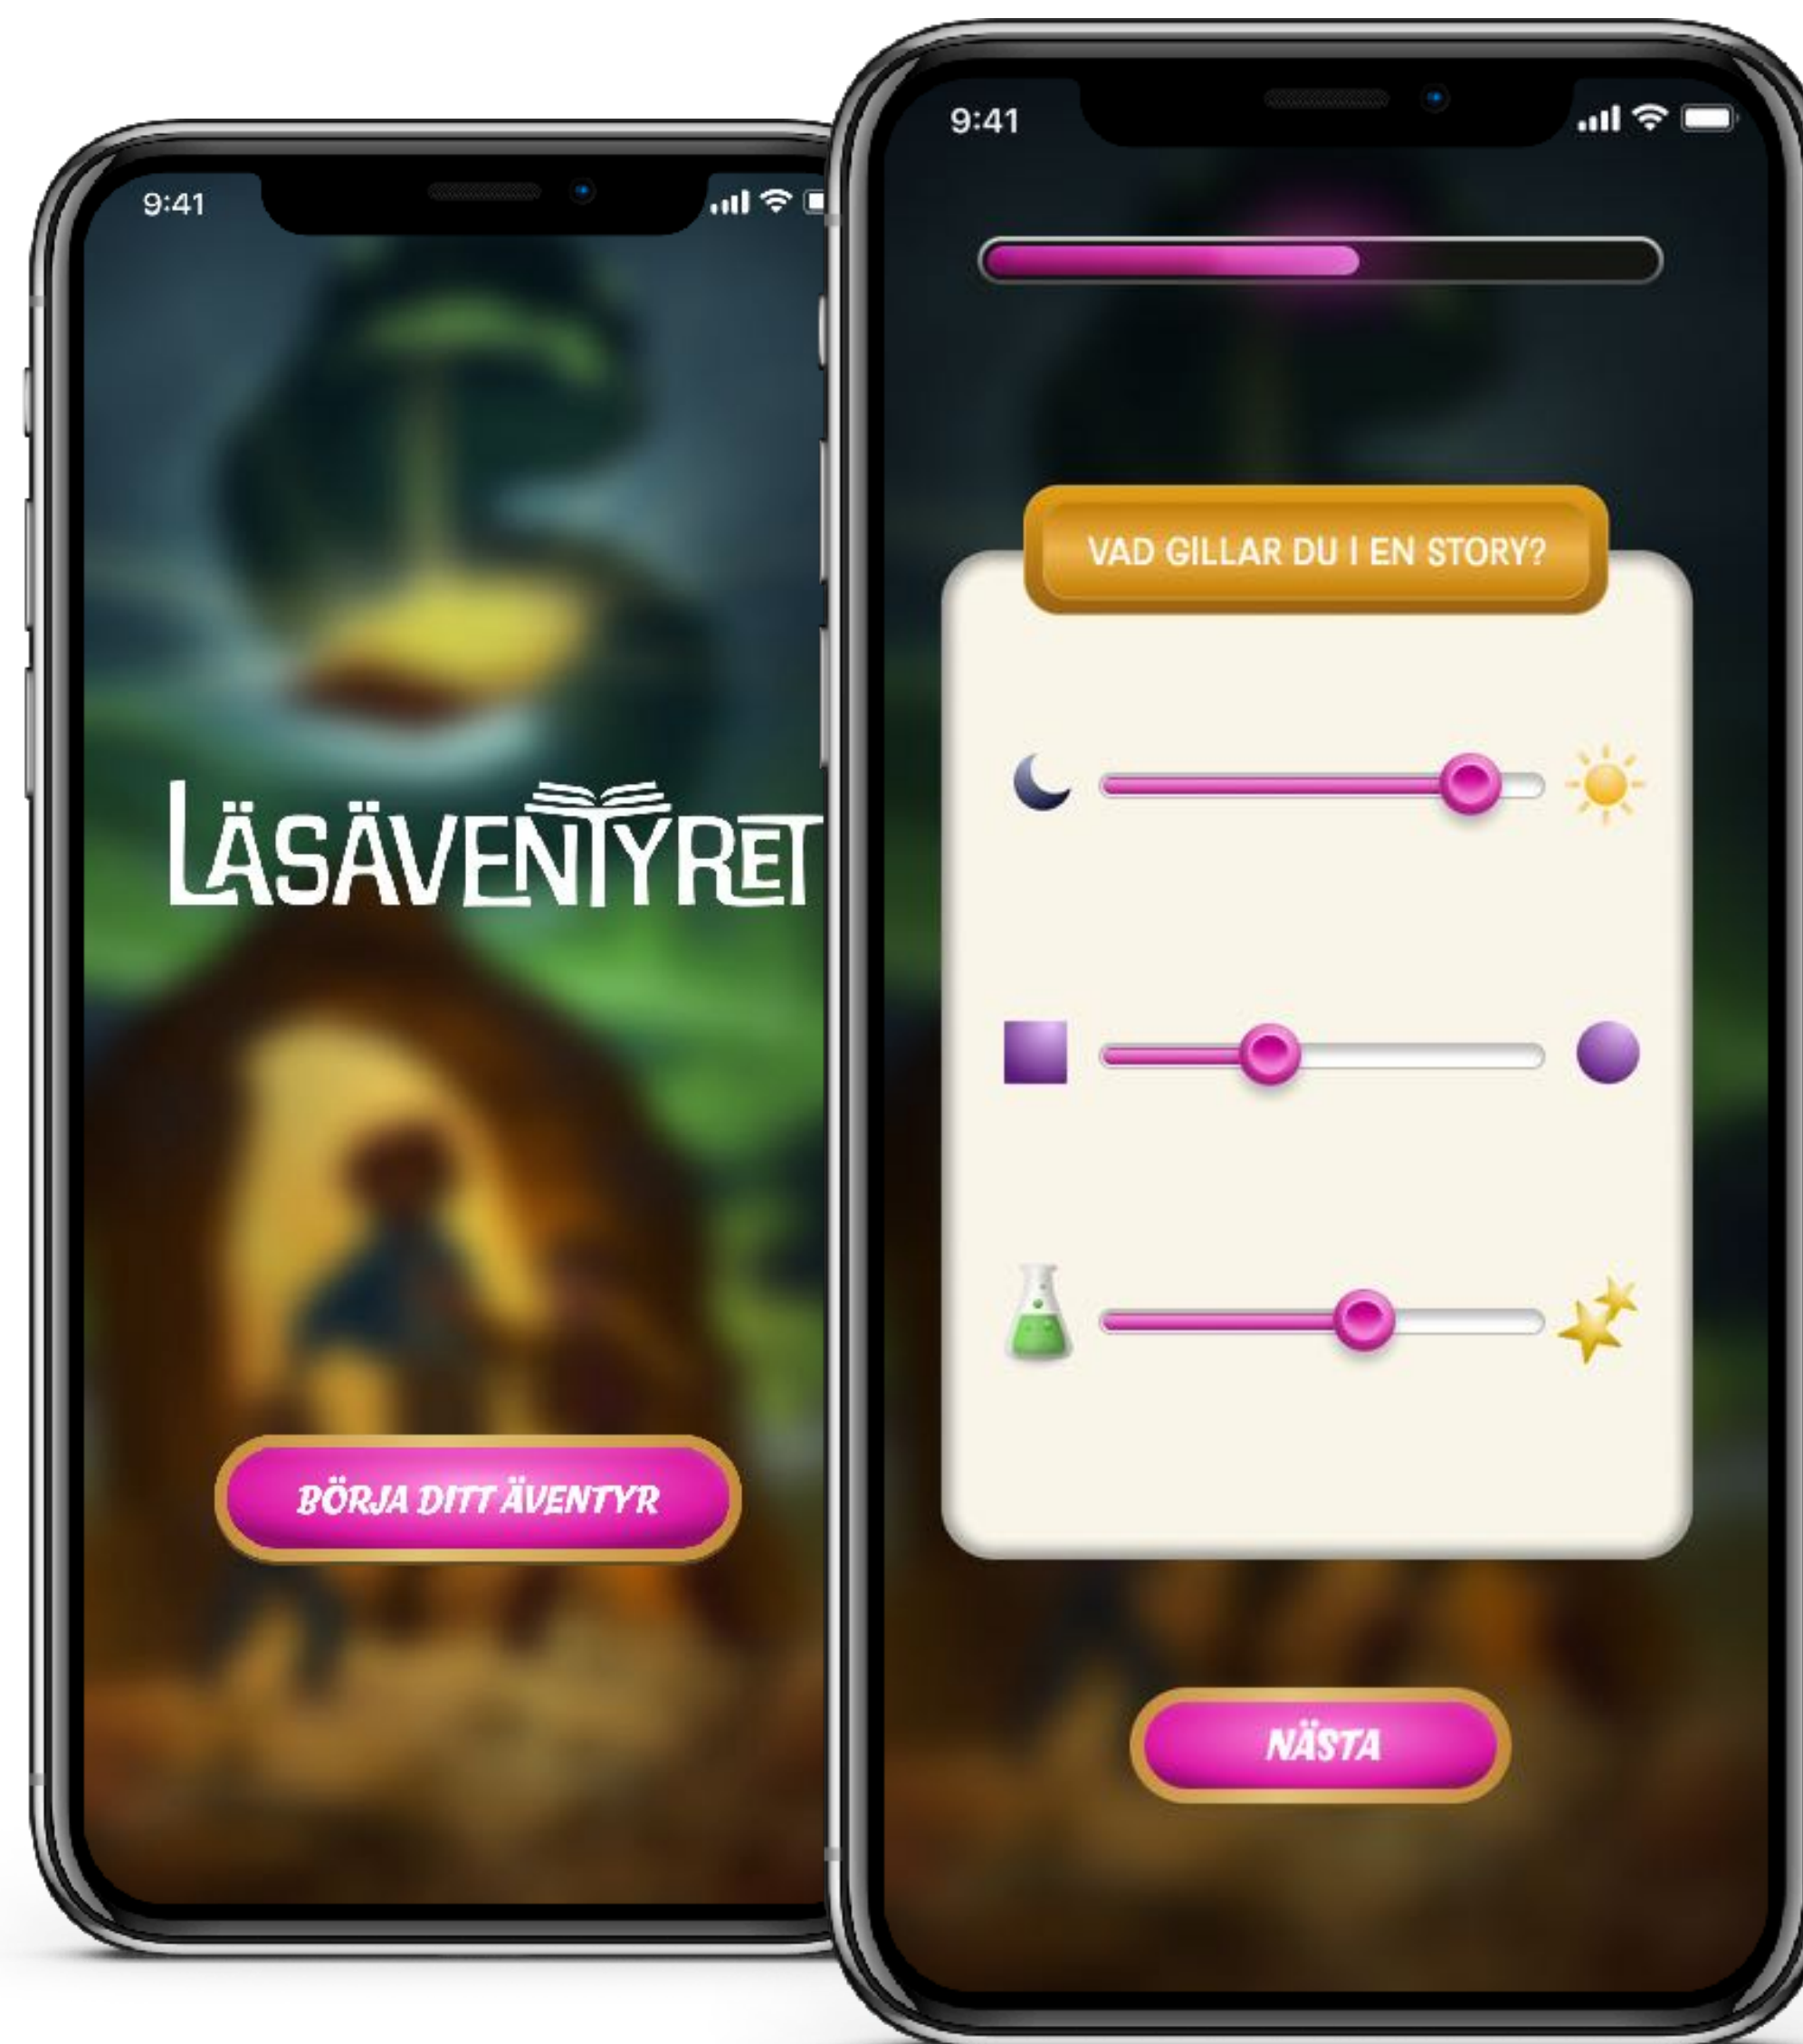 9:41
LÄSÄVENTYRET
BÖRJA DITT ÄVENTYR
9:41
VAD GILLAR DU I EN STORY?
NÄSTA